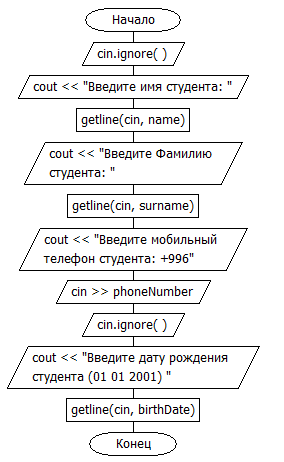 Начало
cin.ignore( )
cout << "Введите имя студента: "
getline(cin, name)
cout << "Введите Фамилию
студента: "
getline(cin, surname)
cout << "Введите мобильный
телефон студента: +996"
cin >> phoneNumber
cin.ignore( )
cout << "Введите дату рождения
студента (01 01 2001) "
getline(cin, birthDate)
Конец